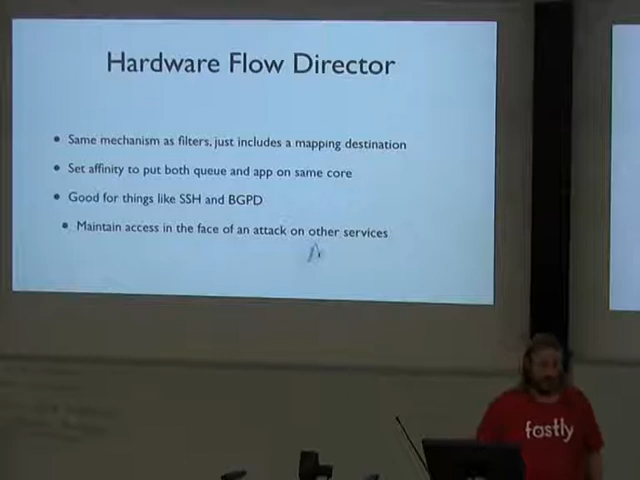 Hardware Flow Director
• Same mechanism as filters, just includes a mapping destination
• Set affinity to put both queue and app on same core
• Good for things like SSH and BGPD
• Maintain access in the face of an attack on other services
fastly